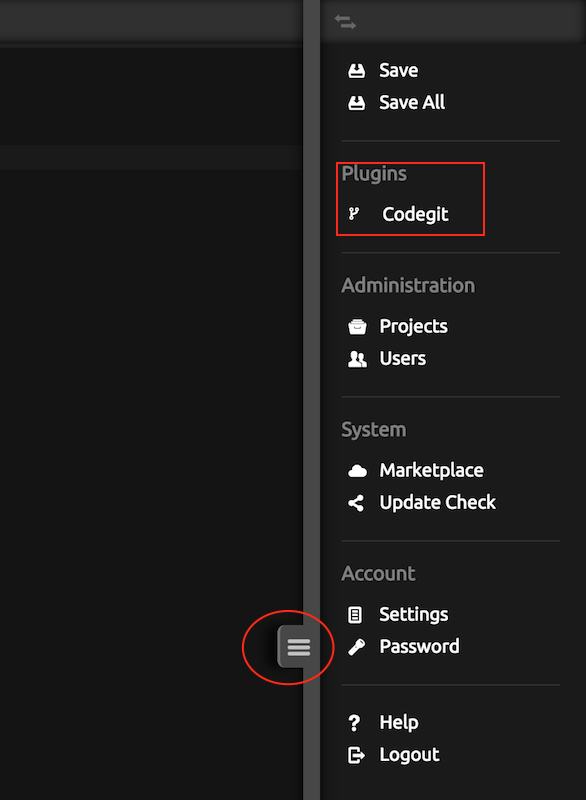 Save
Save All
Plugins
Codegit
Administration
Projects
Users
System
Marketplace
Update Check
Account
Settings
Password
Help
Logout